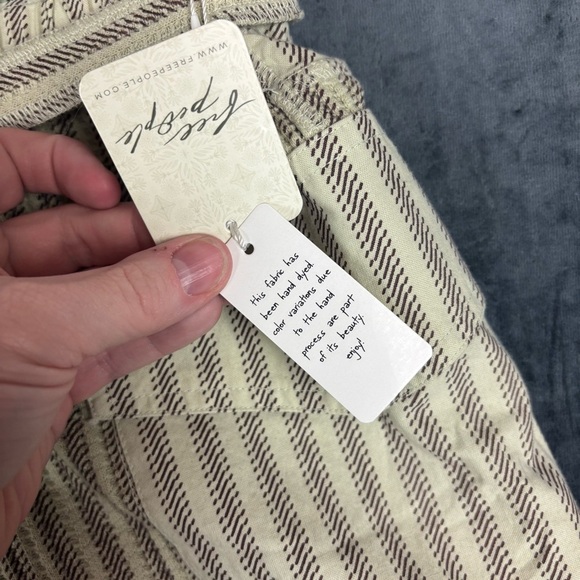 WWW.FREEPEOPLE.COM
free
people
this fabric has
been hand dyed.
color variations due
to the hand
process are part
of its beauty.
enjoy!